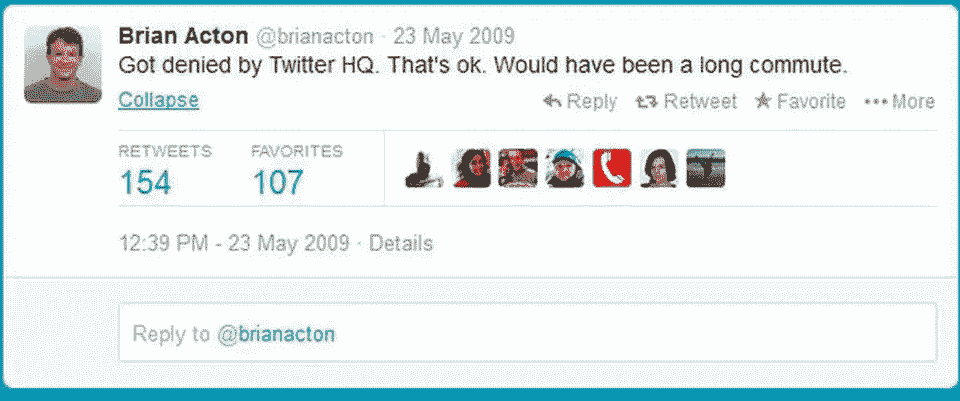 Brian Acton @brianacton · 23 May 2009
Got denied by Twitter HQ. That's ok. Would have been a long commute.
Collapse Reply Retweet Favorite More
RETWEETS FAVORITES
154 107
12:39 PM - 23 May 2009 · Details
Reply to @brianacton